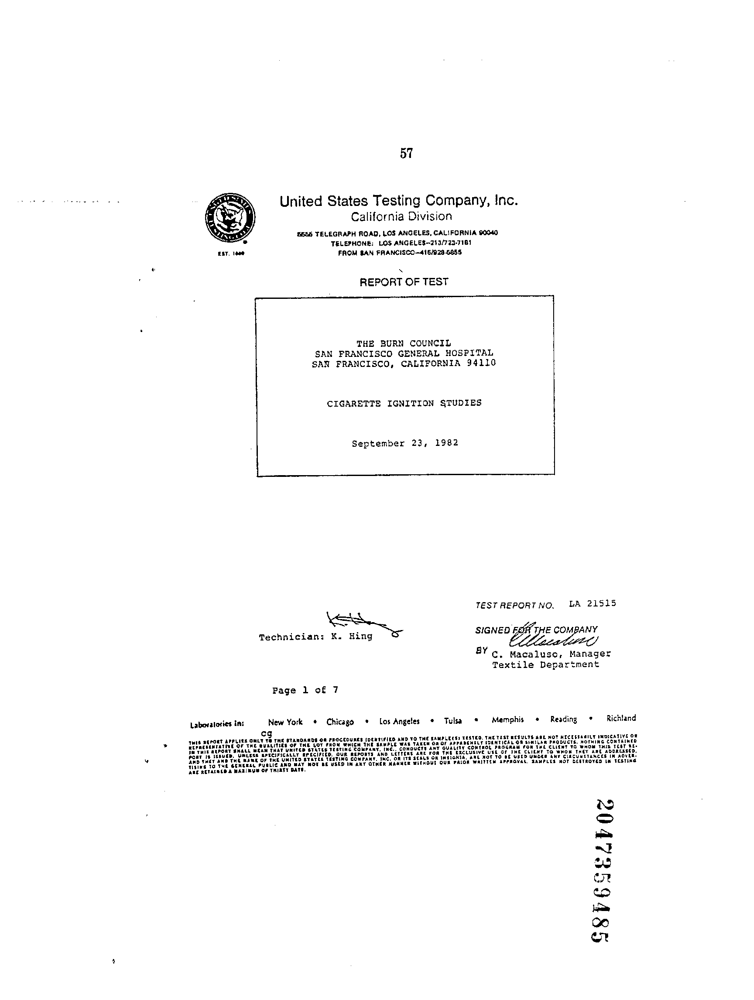 57
United States Testing Company, Inc.
California Division
5555 TELEGRAPH ROAD, LOS ANGELES, CALIFORNIA 90040
TELEPHONE: LOS ANGELES—213/723-7181
FROM SAN FRANCISCO—415/928-5855
EST. 1880
REPORT OF TEST
THE BURN COUNCIL
SAN FRANCISCO GENERAL HOSPITAL
SAN FRANCISCO, CALIFORNIA 94110
CIGARETTE IGNITION STUDIES
September 23, 1982
TEST REPORT NO. LA 21515
SIGNED FOR THE COMPANY
Technician: K. Hing
BY C. Macaluso, Manager
Textile Department
Page 1 of 7
Laboratories in: New York • Chicago • Los Angeles • Tulsa • Memphis • Reading • Richland
cg
THIS REPORT APPLIES ONLY TO THE STANDARDS OR PROCEDURES IDENTIFIED AND TO THE SAMPLE(S) TESTED. THE TEST RESULTS ARE NOT NECESSARILY INDICATIVE OR
REPRESENTATIVE OF THE QUALITIES OF THE LOT FROM WHICH THE SAMPLE WAS TAKEN OR OF APPARENTLY IDENTICAL OR SIMILAR PRODUCTS. NOTHING CONTAINED
IN THIS REPORT SHALL MEAN THAT UNITED STATES TESTING COMPANY, INC., CONDUCTS ANY QUALITY CONTROL PROGRAM FOR THE CLIENT TO WHOM THIS TEST RE-
PORT IS ISSUED, UNLESS SPECIFICALLY SPECIFIED. OUR REPORTS AND LETTERS ARE FOR THE EXCLUSIVE USE OF THE CLIENT TO WHOM THEY ARE ADDRESSED,
AND THEY AND THE NAME OF THE UNITED STATES TESTING COMPANY, INC. OR ITS SEALS OR INSIGNIA, ARE NOT TO BE USED UNDER ANY CIRCUMSTANCES IN ADVER-
TISING TO THE GENERAL PUBLIC AND MAY NOT BE USED IN ANY OTHER MANNER WITHOUT OUR PRIOR WRITTEN APPROVAL. SAMPLES NOT DESTROYED IN TESTING
ARE RETAINED A MAXIMUM OF THIRTY DAYS.
2047359485